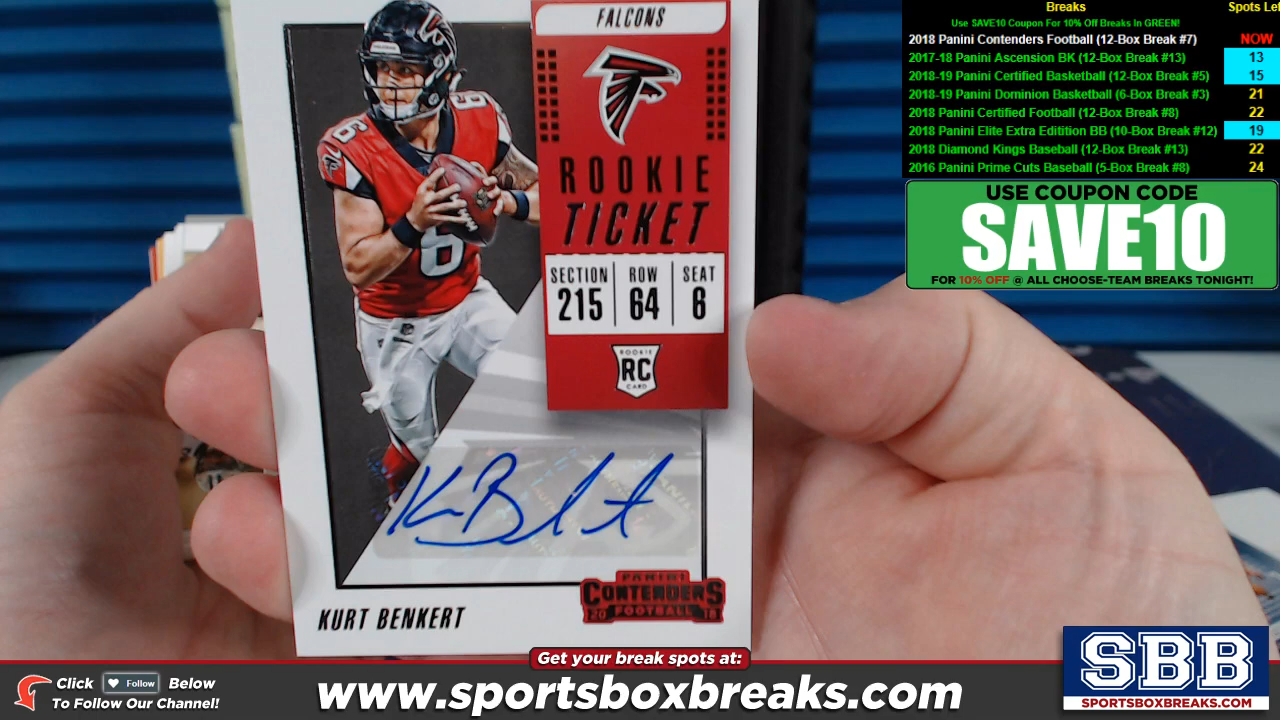 FALCONS
ROOKIE
TICKET
SECTION ROW SEAT
215 64 6
ROOKIE
RC
CARD
6
6
6
K Benkert
KURT BENKERT
PANINI
CONTENDERS
20 FOOTBALL 18
Breaks Spots Lef
Use SAVE10 Coupon For 10% Off Breaks In GREEN!
2018 Panini Contenders Football (12-Box Break #7) NOW
2017-18 Panini Ascension BK (12-Box Break #13) 13
2018-19 Panini Certified Basketball (12-Box Break #5) 15
2018-19 Panini Dominion Basketball (6-Box Break #3) 21
2018 Panini Certified Football (12-Box Break #8) 22
2018 Panini Elite Extra Edition BB (10-Box Break #12) 19
2018 Diamond Kings Baseball (12-Box Break #13) 22
2016 Panini Prime Cuts Baseball (5-Box Break #8) 24
USE COUPON CODE
SAVE10
FOR 10% OFF @ ALL CHOOSE-TEAM BREAKS TONIGHT!
Get your break spots at:
Click Follow Below
To Follow Our Channel!
www.sportsboxbreaks.com
SBB
SPORTSBOXBREAKS.COM